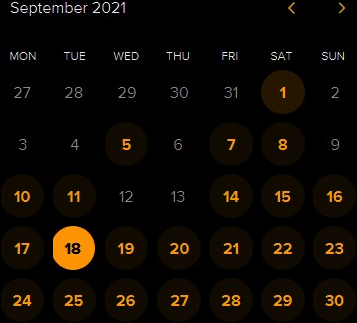 September 2021
MON TUE WED THU FRI SAT SUN
27 28 29 30 31 1 2
3 4 5 6 7 8 9
10 11 12 13 14 15 16
17 18 19 20 21 22 23
24 25 26 27 28 29 30